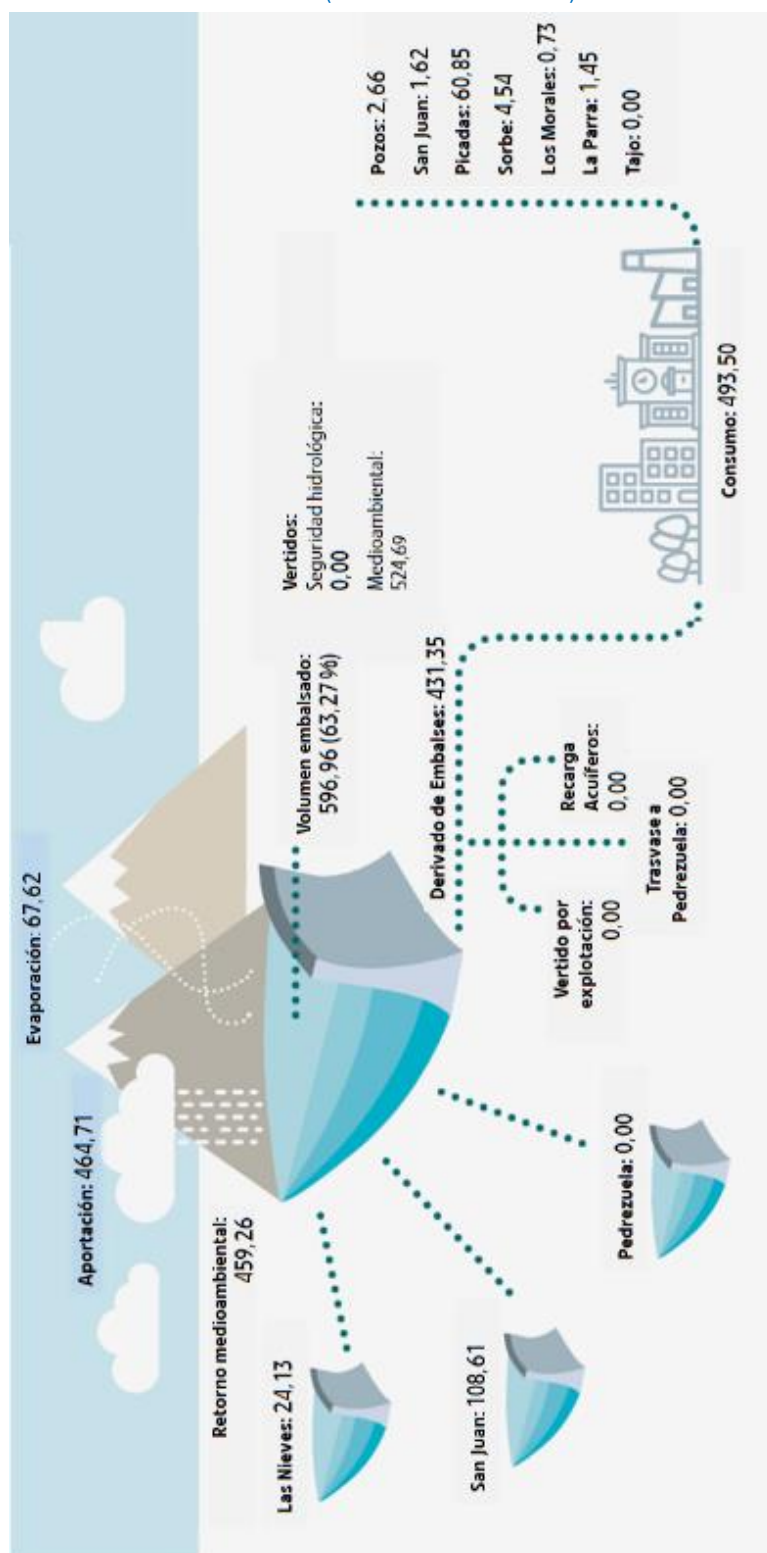 Evaporación: 67,62
Aportación: 464,71
Retorno medioambiental:
459,26
Las Nieves: 24,13
San Juan: 108,61
Pedrezuela: 0,00
Volumen embalsado:
596,96 (63,27 %)
Vertidos:
Seguridad hidrológica:
0,00
Medioambiental:
524,69
Derivado de Embalses: 431,35
Vertido por
explotación:
0,00
Trasvase a
Pedrezuela: 0,00
Recarga
Acuíferos:
0,00
Consumo: 493,50
Pozos: 2,66
San Juan: 1,62
Picadas: 60,85
Sorbe: 4,54
Los Morales: 0,73
La Parra: 1,45
Tajo: 0,00